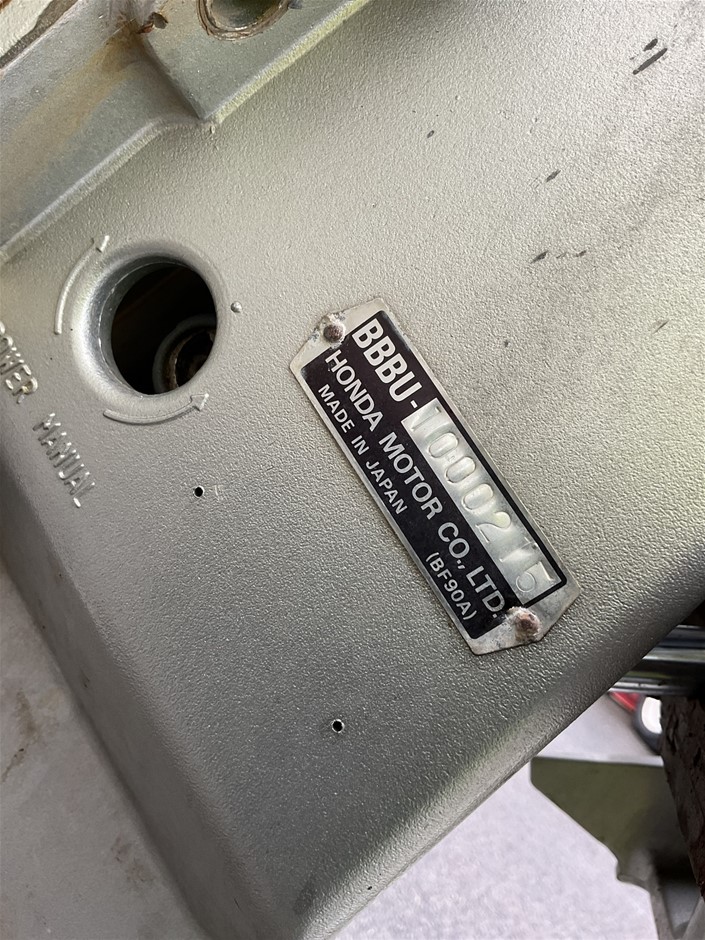 POWER MANUAL
BBBU-1000215
HONDA MOTOR CO., LTD.
MADE IN JAPAN
(BF90A)